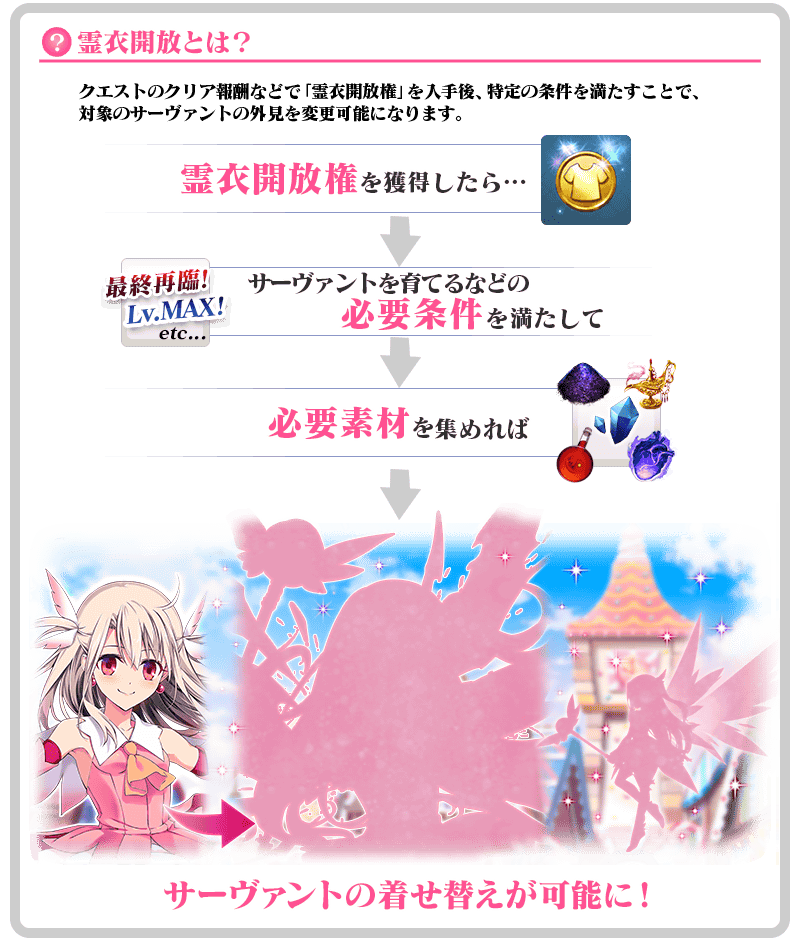 ? 霊衣開放とは？
クエストのクリア報酬などで「霊衣開放権」を入手後、特定の条件を満たすことで、
対象のサーヴァントの外見を変更可能になります。
霊衣開放権を獲得したら…
最終再臨!
Lv.MAX!
etc...
サーヴァントを育てるなどの
必要条件を満たして
必要素材を集めれば
サーヴァントの着せ替えが可能に！